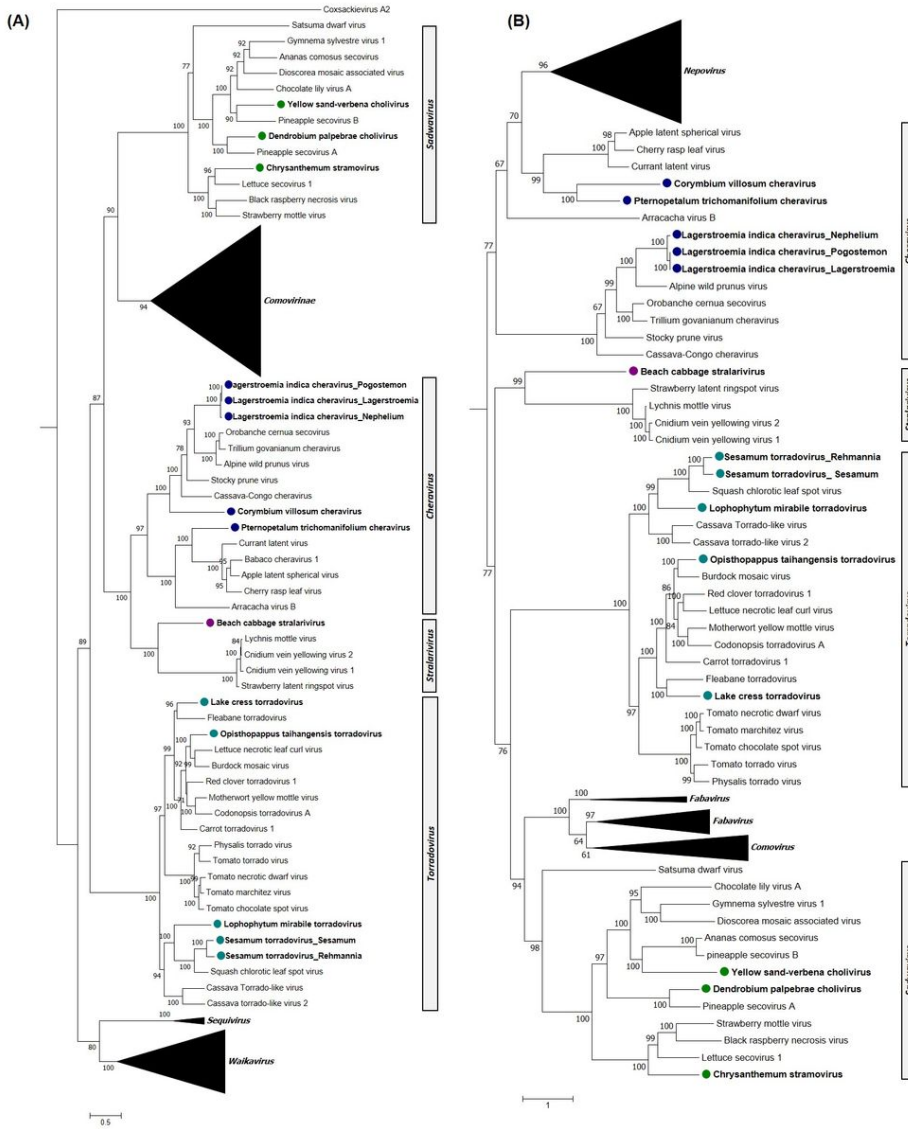 (A)
Coxsackievirus A2
Satsuma dwarf virus
Gymnema sylvestre virus 1
Ananas comosus secovirus
Dioscorea mosaic associated virus
Chocolate lily virus A
Yellow sand-verbena cholivirus
Pineapple secovirus B
Dendrobium palpebrae cholivirus
Pineapple secovirus A
Chrysanthemum stramovirus
Lettuce secovirus 1
Black raspberry necrosis virus
Strawberry mottle virus
Sadwavirus
77
92
92
92
100
90
100
100
96
100
100
90
Comovirinae
94
87
agerstroemia indica cheravirus_Pogostemon
Lagerstroemia indica cheravirus_Lagerstroemia
Lagerstroemia indica cheravirus_Nephelium
Orobanche cernua secovirus
Trillium govanianum cheravirus
Alpine wild prunus virus
Stocky prune virus
Cassava-Congo cheravirus
Corymbium villosum cheravirus
Pternopetalum trichomanifolium cheravirus
Currant latent virus
Babaco cheravirus 1
Apple latent spherical virus
Cherry rasp leaf virus
Arracacha virus B
Cheravirus
100
100
93
100
78
100
100
97
100
95
100
95
100
100
Beach cabbage stralarivirus
Lychnis mottle virus
Cnidium vein yellowing virus 2
Cnidium vein yellowing virus 1
Strawberry latent ringspot virus
Stralarivirus
84
100
100
89
Lake cress torradovirus
Fleabane torradovirus
Opisthopappus taihangensis torradovirus
Lettuce necrotic leaf curl virus
Burdock mosaic virus
Red clover torradovirus 1
Motherwort yellow mottle virus
Codonopsis torradovirus A
Carrot torradovirus 1
Physalis torrado virus
Tomato torrado virus
Tomato necrotic dwarf virus
Tomato marchitez virus
Tomato chocolate spot virus
Lophophytum mirabile torradovirus
Sesamum torradovirus_Sesamum
Sesamum torradovirus_Rehmannia
Squash chlorotic leaf spot virus
Cassava Torrado-like virus
Cassava torrado-like virus 2
Torradovirus
96
100
99
92
99
71
100
97
92
99
100
100
100
100
100
94
100
Sequivirus
100
80
Waikavirus
100
0.5
(B)
Nepovirus
96
70
Apple latent spherical virus
Cherry rasp leaf virus
Currant latent virus
Corymbium villosum cheravirus
Pternopetalum trichomanifolium cheravirus
Arracacha virus B
Lagerstroemia indica cheravirus_Nephelium
Lagerstroemia indica cheravirus_Pogostemon
Lagerstroemia indica cheravirus_Lagerstroemia
Alpine wild prunus virus
Orobanche cernua secovirus
Trillium govanianum cheravirus
Stocky prune virus
Cassava-Congo cheravirus
98
100
99
100
67
77
100
100
100
99
100
67
100
Beach cabbage stralarivirus
Strawberry latent ringspot virus
Lychnis mottle virus
Cnidium vein yellowing virus 2
Cnidium vein yellowing virus 1
99
100
100
77
Sesamum torradovirus_Rehmannia
Sesamum torradovirus_ Sesamum
Squash chlorotic leaf spot virus
Lophophytum mirabile torradovirus
Cassava Torrado-like virus
Cassava torrado-like virus 2
Opisthopappus taihangensis torradovirus
Burdock mosaic virus
Red clover torradovirus 1
Lettuce necrotic leaf curl virus
Motherwort yellow mottle virus
Codonopsis torradovirus A
Carrot torradovirus 1
Fleabane torradovirus
Lake cress torradovirus
Tomato necrotic dwarf virus
Tomato marchitez virus
Tomato chocolate spot virus
Tomato torrado virus
Physalis torrado virus
100
100
99
100
100
100
100
86
100
84
100
100
100
97
100
100
99
76
Fabavirus
100
100
Fabavirus
97
64
Comovirus
61
94
Satsuma dwarf virus
Chocolate lily virus A
Gymnema sylvestre virus 1
Dioscorea mosaic associated virus
Ananas comosus secovirus
pineapple secovirus B
Yellow sand-verbena cholivirus
Dendrobium palpebrae cholivirus
Pineapple secovirus A
Strawberry mottle virus
Black raspberry necrosis virus
Lettuce secovirus 1
Chrysanthemum stramovirus
98
95
100
100
100
97
100
100
100
99
100
1